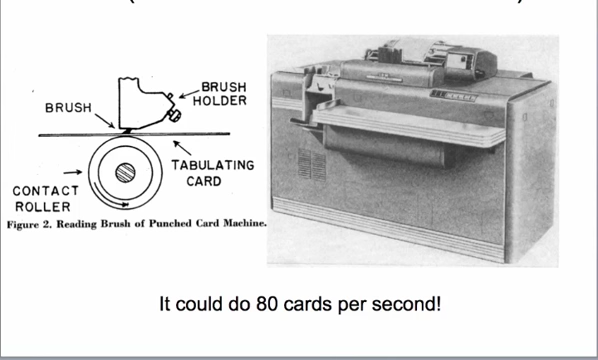 BRUSH
BRUSH
HOLDER
TABULATING
CARD
CONTACT
ROLLER
Figure 2. Reading Brush of Punched Card Machine.
It could do 80 cards per second!